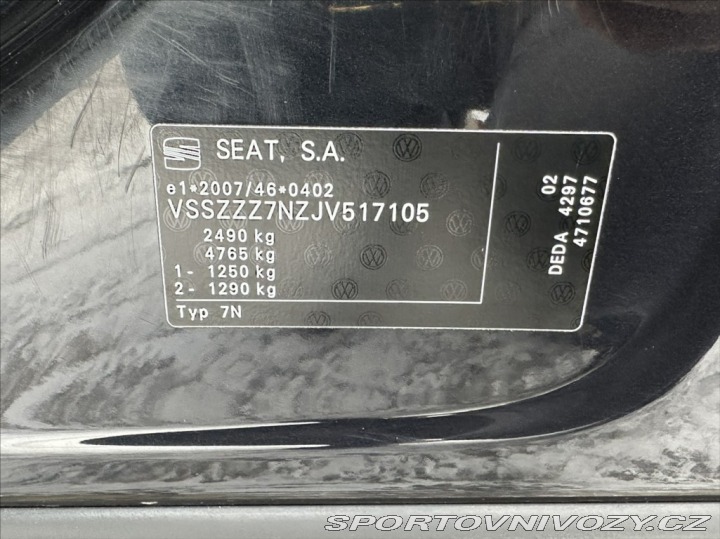 SEAT, S.A.
e1*2007/46*0402
VSSZZZ7NZJV517105
2490 kg
4765 kg
1- 1250 kg
2- 1290 kg
Typ 7N
02
DEDA 4297
4710677
SPORTOVNIVOZY.CZ